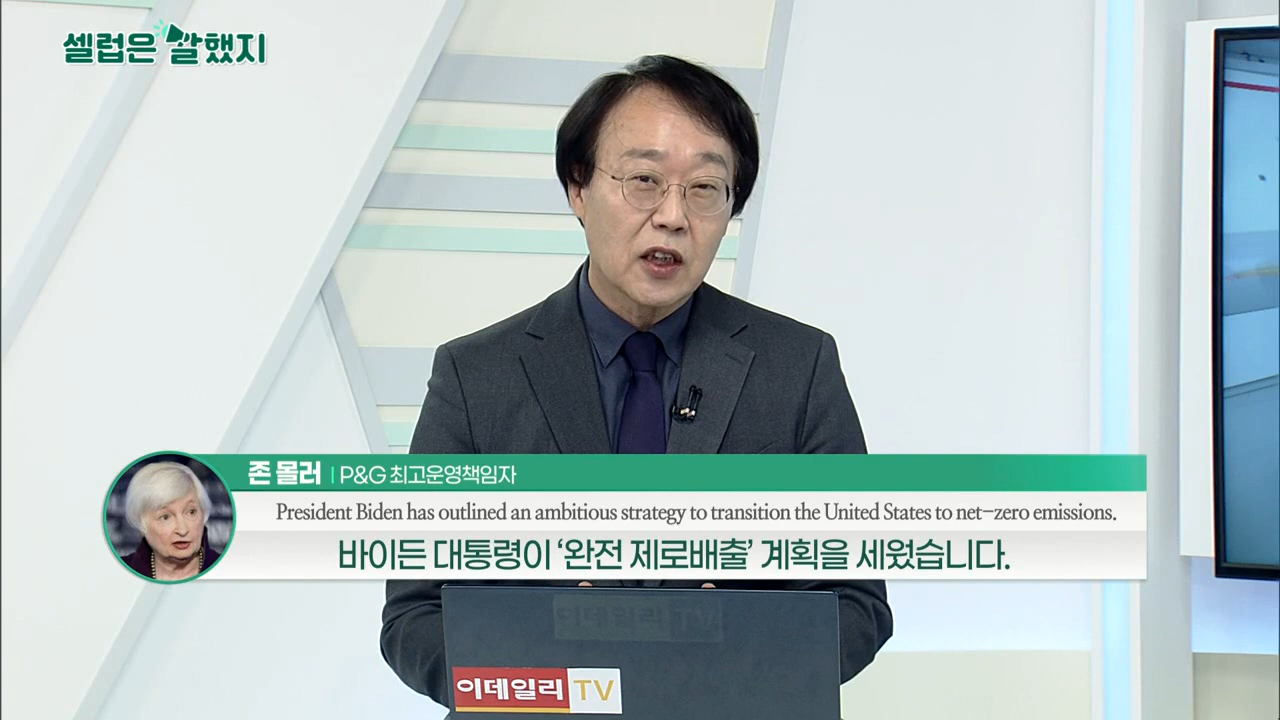 셀럽은 말했지
존 몰러 | P&G 최고운영책임자
President Biden has outlined an ambitious strategy to transition the United States to net-zero emissions.
바이든 대통령이 ‘완전 제로배출’ 계획을 세웠습니다.
이데일리 TV
이데일리 TV